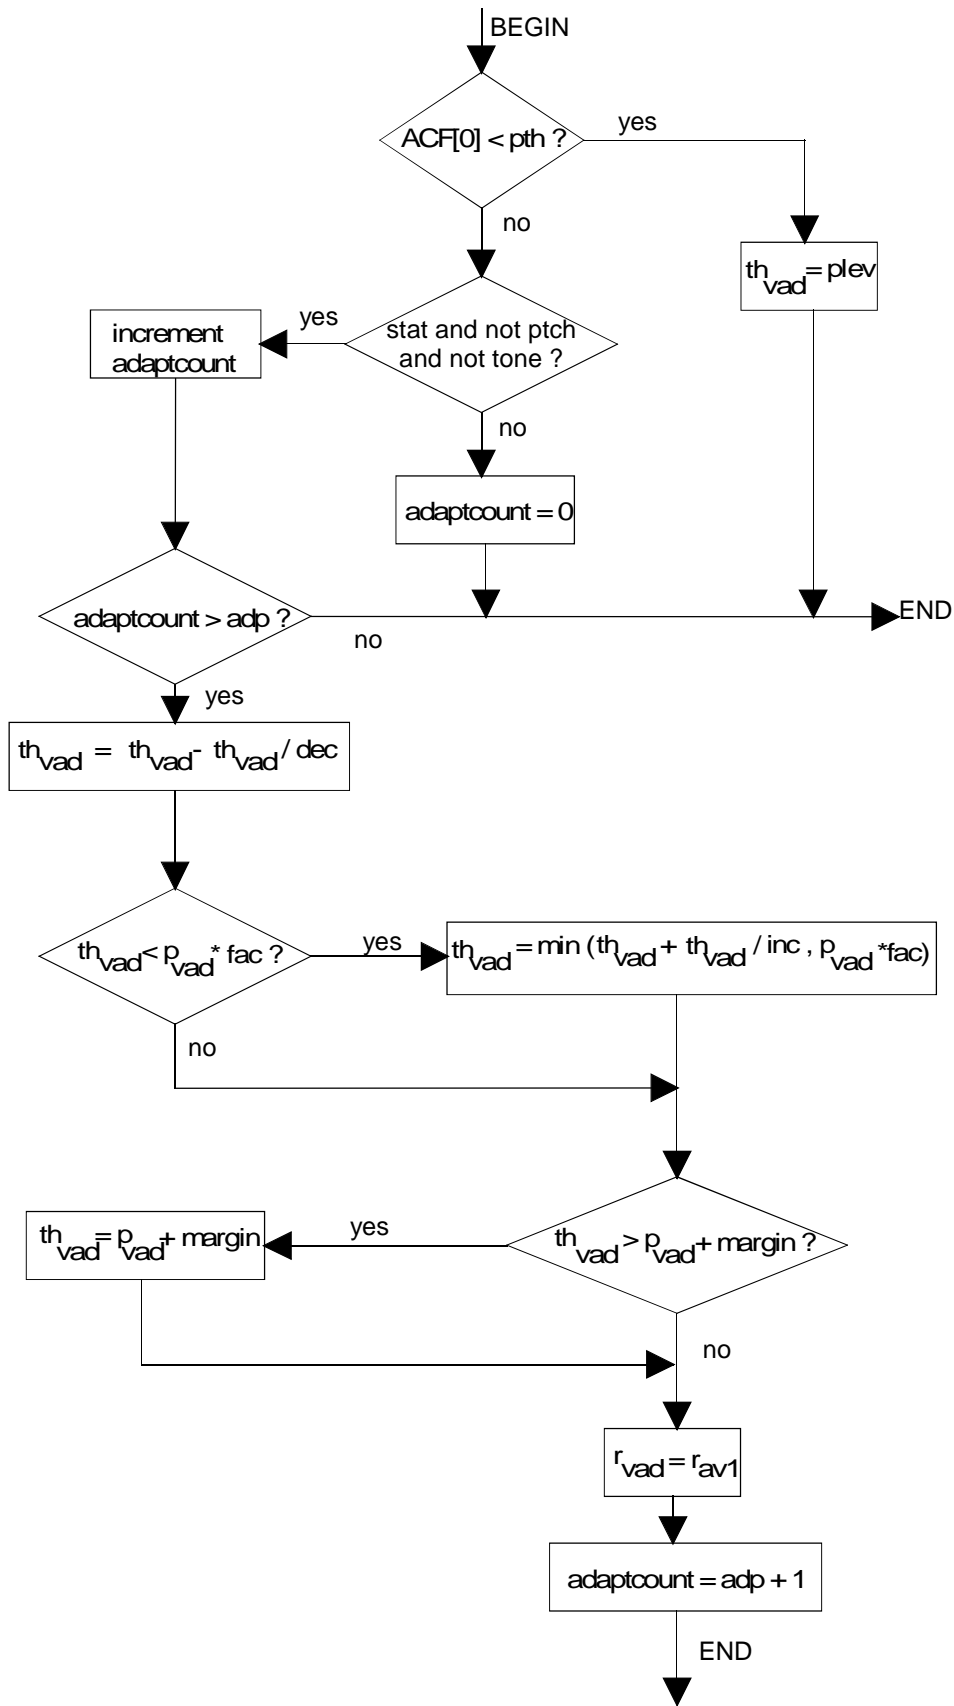 BEGIN
ACF[0] < pth ?
yes
no
th_vad = plev
stat and not ptch
and not tone ?
yes
increment
adaptcount
no
adaptcount = 0
adaptcount > adp ?
no
END
yes
th_vad = th_vad - th_vad / dec
th_vad < p_vad * fac ?
yes
th_vad = min ( th_vad + th_vad / inc , p_vad * fac )
no
th_vad > p_vad + margin ?
yes
th_vad = p_vad + margin
no
r_vad = r_av1
adaptcount = adp + 1
END